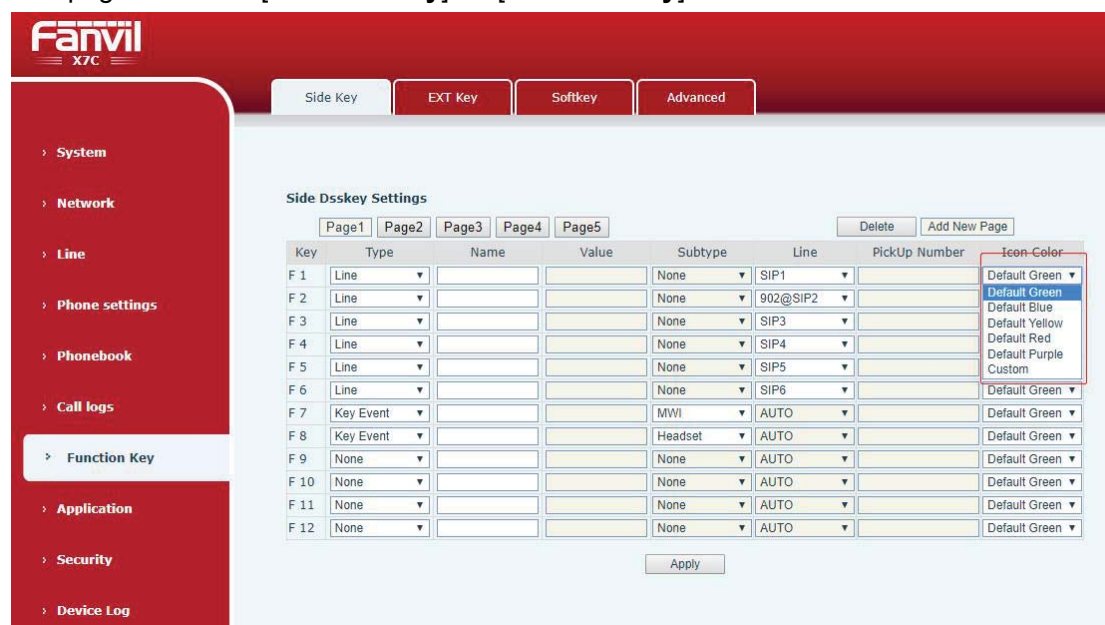 Fanvil
X7C
Side Key EXT Key Softkey Advanced
System
Network
Line
Phone settings
Phonebook
Call logs
Function Key
Application
Security
Device Log
Side Dsskey Settings
Page1 Page2 Page3 Page4 Page5 Delete Add New Page
Key Type Name Value Subtype Line PickUp Number Icon Color
F 1 Line None SIP1 Default Green
F 2 Line None 902@SIP2
F 3 Line None SIP3
F 4 Line None SIP4
F 5 Line None SIP5
F 6 Line None SIP6 Default Green
Default Green
Default Blue
Default Yellow
Default Red
Default Purple
Custom
F 7 Key Event MWI AUTO Default Green
F 8 Key Event Headset AUTO Default Green
F 9 None None AUTO Default Green
F 10 None None AUTO Default Green
F 11 None None AUTO Default Green
F 12 None None AUTO Default Green
Apply